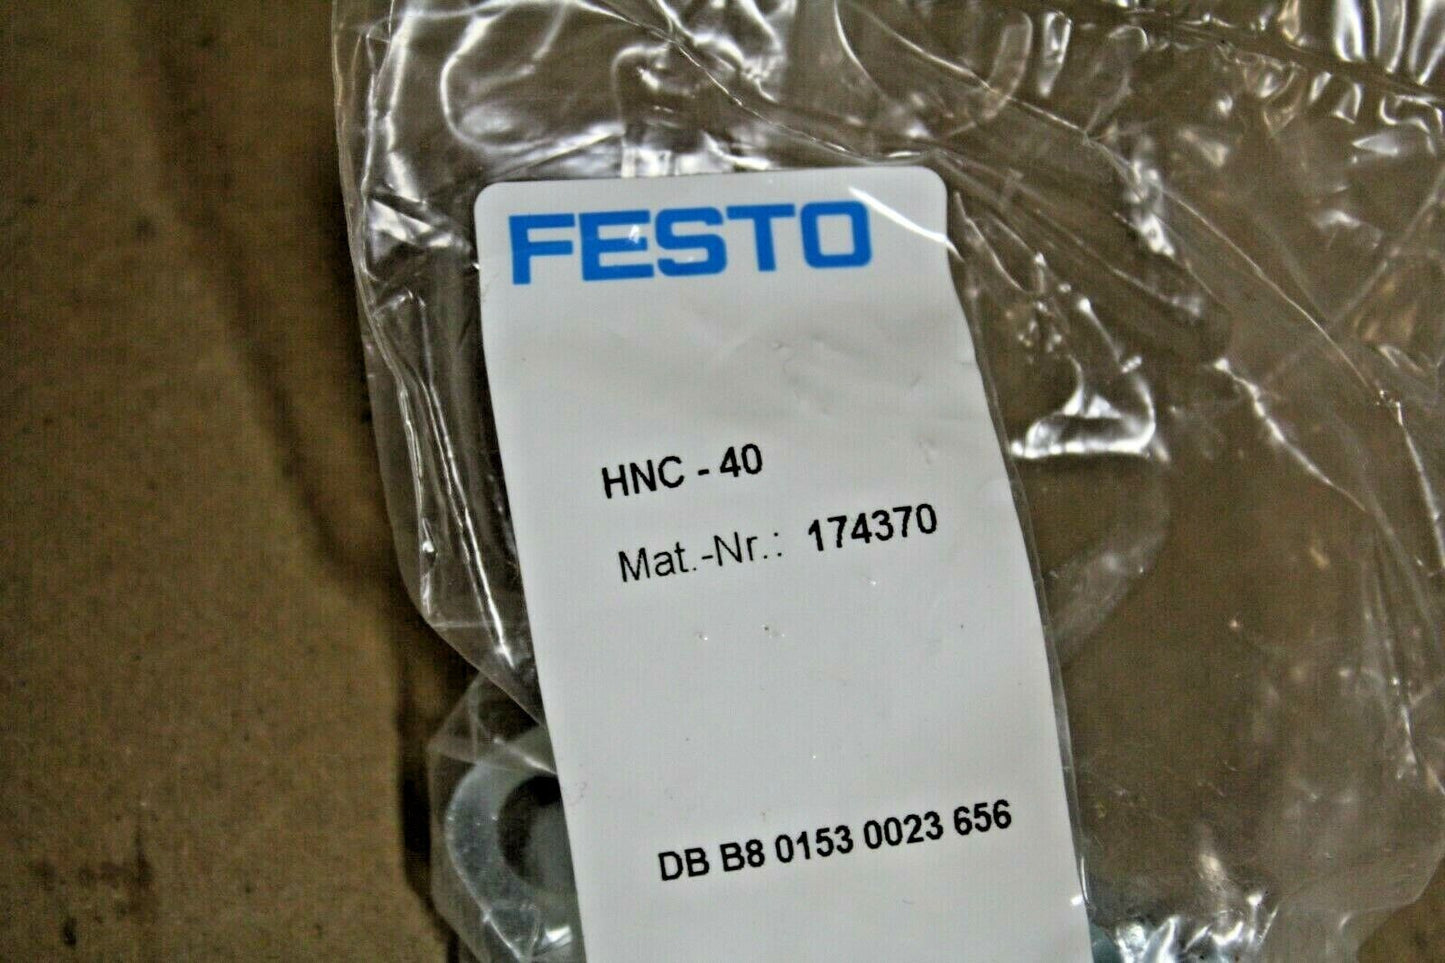 FESTO
HNC - 40
Mat.-Nr.: 174370
DB B8 0153 0023 656